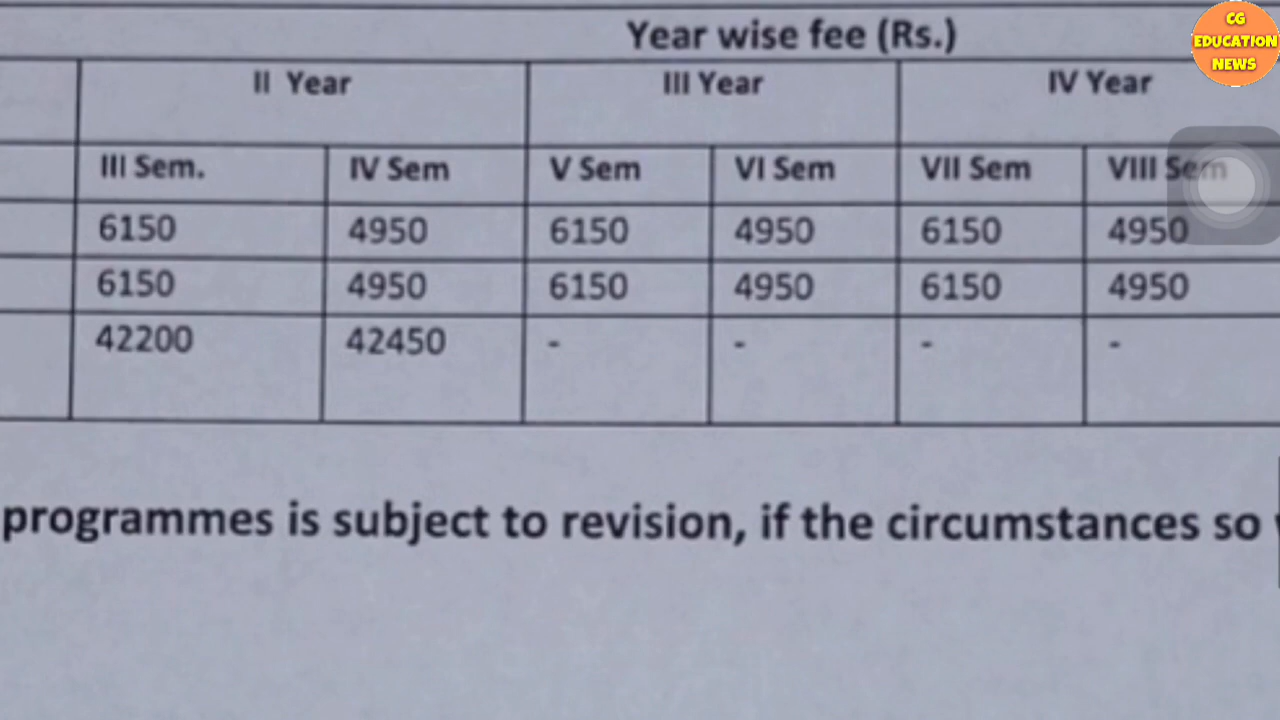 CG
EDUCATION
NEWS
Year wise fee (Rs.)
II Year III Year IV Year
III Sem. IV Sem V Sem VI Sem VII Sem VIII Sem
6150 4950 6150 4950 6150 4950
6150 4950 6150 4950 6150 4950
42200 42450 - - - -
programmes is subject to revision, if the circumstances so